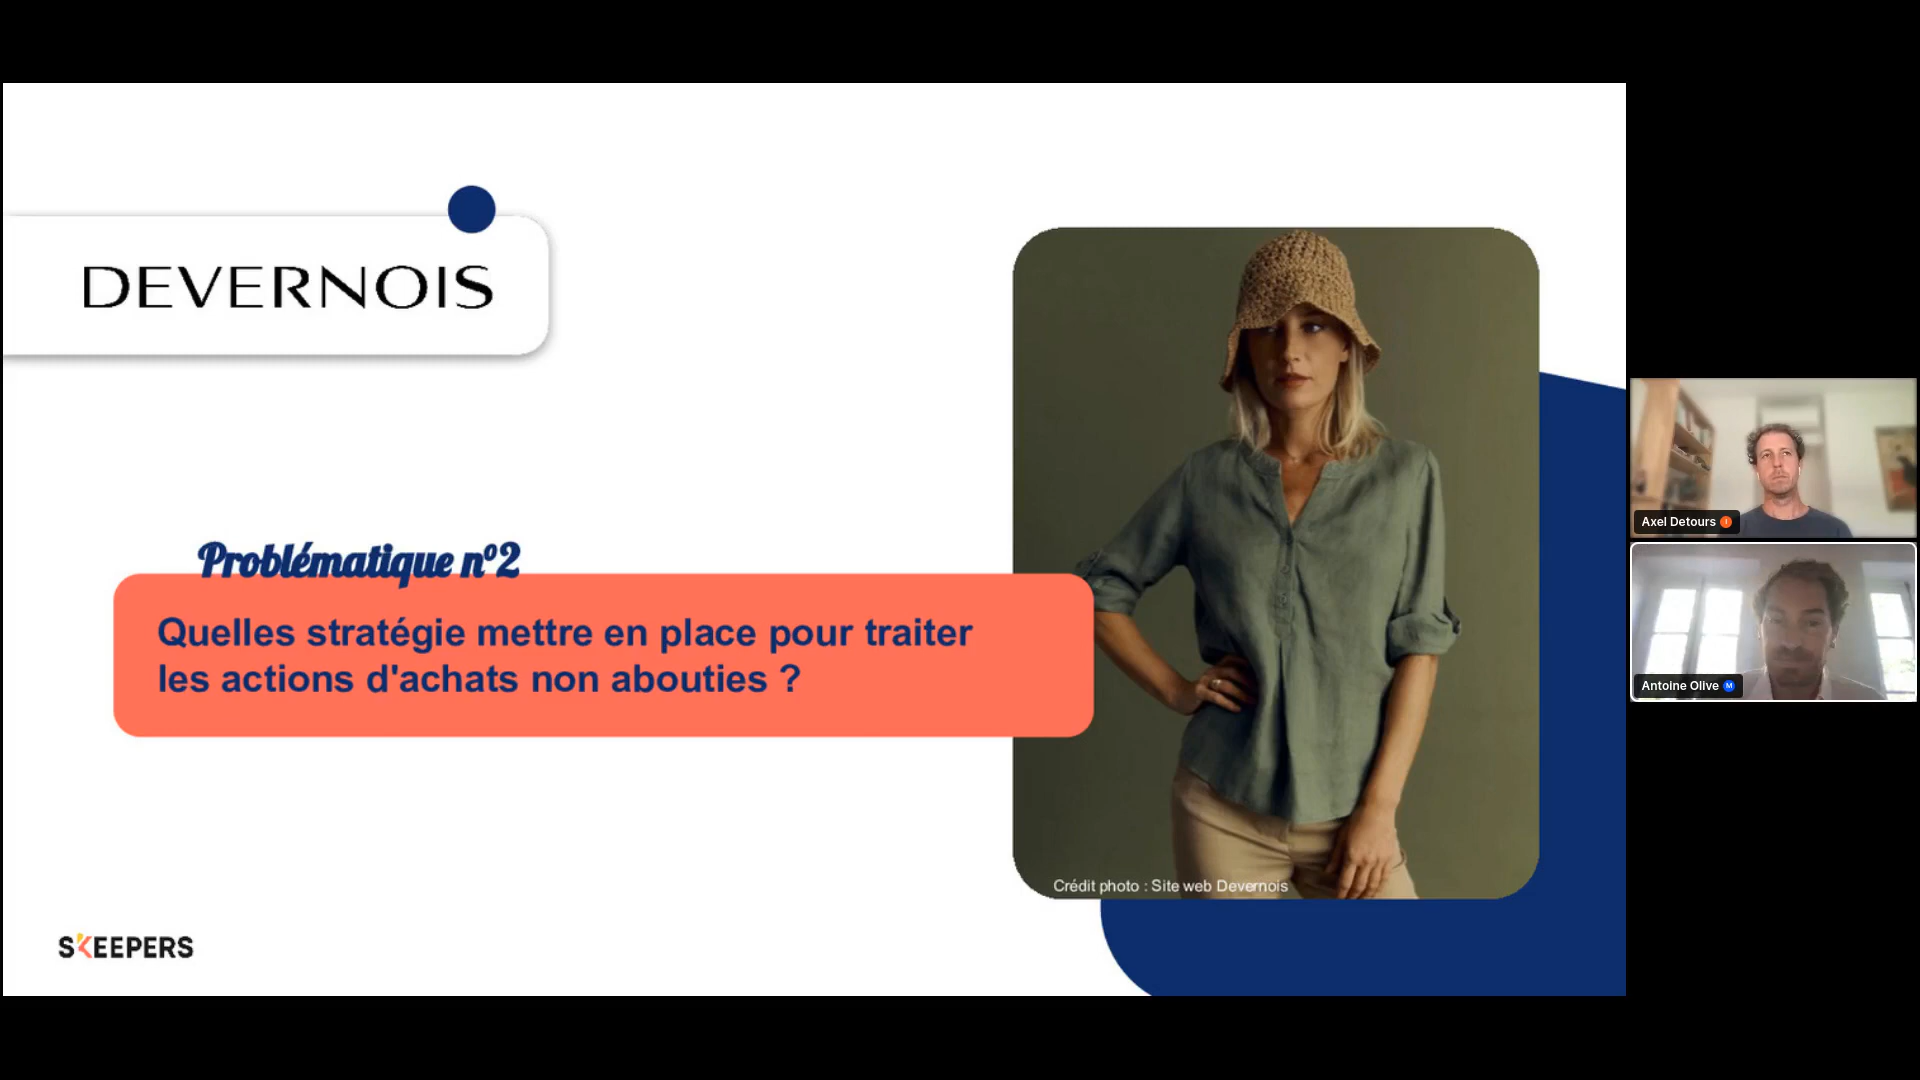 DEVERNOIS
Problématique n°2
Quelles stratégie mettre en place pour traiter
les actions d'achats non abouties ?
Crédit photo : Site web Devernois
SKEEPERS
Axel Detours I
Antoine Olive M